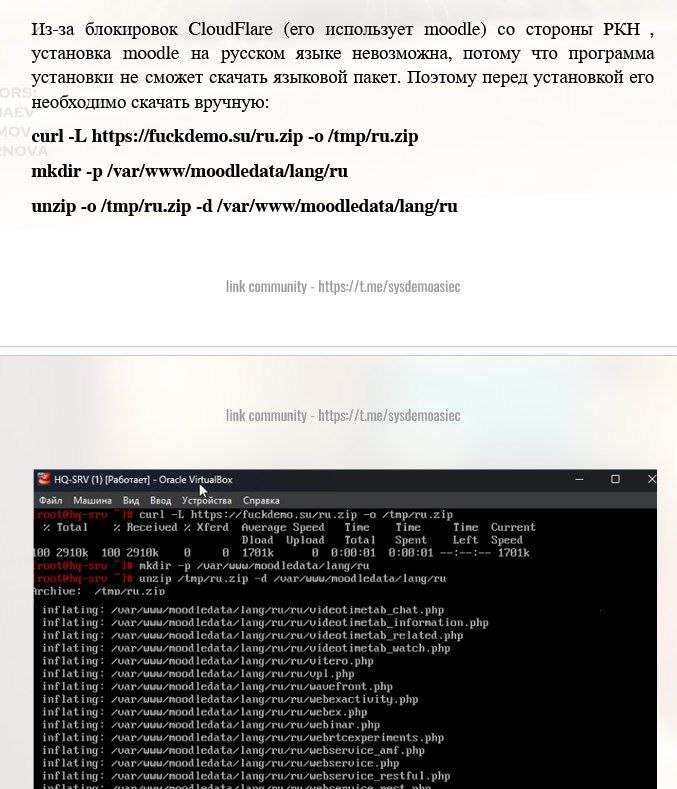 Из-за блокировок CloudFlare (его использует moodle) со стороны РКН ,
установка moodle на русском языке невозможна, потому что программа
установки не сможет скачать языковой пакет. Поэтому перед установкой его
необходимо скачать вручную:
ORS:
curl -L https://fuckdemo.su/ru.zip -o /tmp/ru.zip
mkdir -p /var/www/moodledata/lang/ru
unzip -o /tmp/ru.zip -d /var/www/moodledata/lang/ru
link community - https://t.me/sysdemoasiec
link community - https://t.me/sysdemoasiec
HQ-SRV (1) [Работает] - Oracle VirtualBox
Файл Машина Вид Ввод Устройства Справка
[root@hq-srv ~]# curl -L https://fuckdemo.su/ru.zip -o /tmp/ru.zip
% Total % Received % Xferd Average Speed Time Time Time Current
Dload Upload Total Spent Left Speed
100 2910k 100 2910k 0 0 1701k 0 0:00:01 0:00:01 --:--:-- 1701k
[root@hq-srv ~]# mkdir -p /var/www/moodledata/lang/ru
[root@hq-srv ~]# unzip /tmp/ru.zip -d /var/www/moodledata/lang/ru
Archive: /tmp/ru.zip
inflating: /var/www/moodledata/lang/ru/ru/videotimetab_chat.php
inflating: /var/www/moodledata/lang/ru/ru/videotimetab_information.php
inflating: /var/www/moodledata/lang/ru/ru/videotimetab_related.php
inflating: /var/www/moodledata/lang/ru/ru/videotimetab_watch.php
inflating: /var/www/moodledata/lang/ru/ru/vitero.php
inflating: /var/www/moodledata/lang/ru/ru/vpl.php
inflating: /var/www/moodledata/lang/ru/ru/wavefront.php
inflating: /var/www/moodledata/lang/ru/ru/webexactivity.php
inflating: /var/www/moodledata/lang/ru/ru/webex.php
inflating: /var/www/moodledata/lang/ru/ru/webinar.php
inflating: /var/www/moodledata/lang/ru/ru/webrtcexperiments.php
inflating: /var/www/moodledata/lang/ru/ru/webservice_amf.php
inflating: /var/www/moodledata/lang/ru/ru/webservice.php
inflating: /var/www/moodledata/lang/ru/ru/webservice_restful.php
inflating: /var/www/moodledata/lang/ru/ru/webservice_rest.php